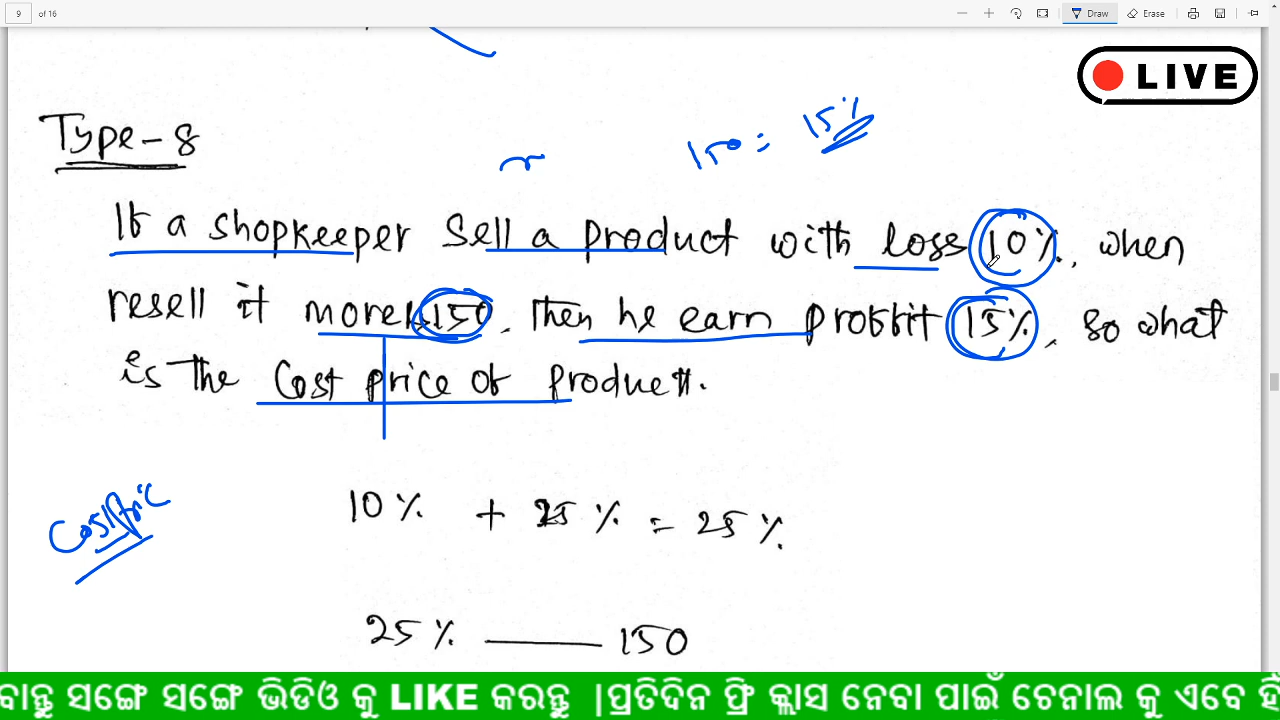 9 of 16
Draw
Erase
LIVE
Type-8
150 = 15%
If a shopkeeper sell a product with loss 10%, when
resell it more 150, then he earn profit 15%, so what
is the Cost price of product.
Cost Pric
10% + 25% = 25%
25% —— 150
ବାନ୍ଧୁ ସଙ୍ଗେ ସଙ୍ଗେ ଭିଡିଓ କୁ LIKE କରନ୍ତୁ |ପ୍ରତିଦିନ ଫ୍ରି କ୍ଲାସ ନେବା ପାଇଁ ଚେନାଲ କୁ ଏବେ ହିଁ